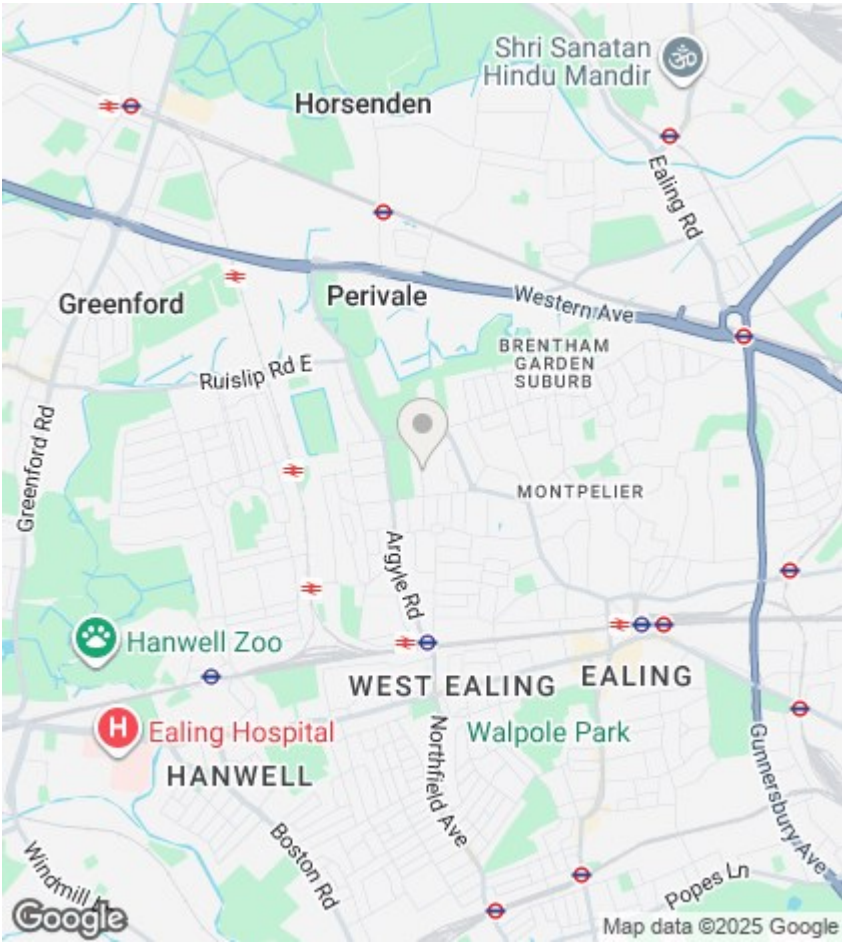 Shri Sanatan
Hindu Mandir
Horsenden
Ealing Rd
Greenford
Perivale
Western Ave
BRENTHAM
GARDEN
SUBURB
Ruislip Rd E
Greenford Rd
MONTPELIER
Argyle Rd
Hanwell Zoo
WEST EALING
EALING
H
Ealing Hospital
Walpole Park
HANWELL
Northfield Ave
Gunnersbury Ave
Boston Rd
Windmill
Popes Ln
Google
Map data ©2025 Google